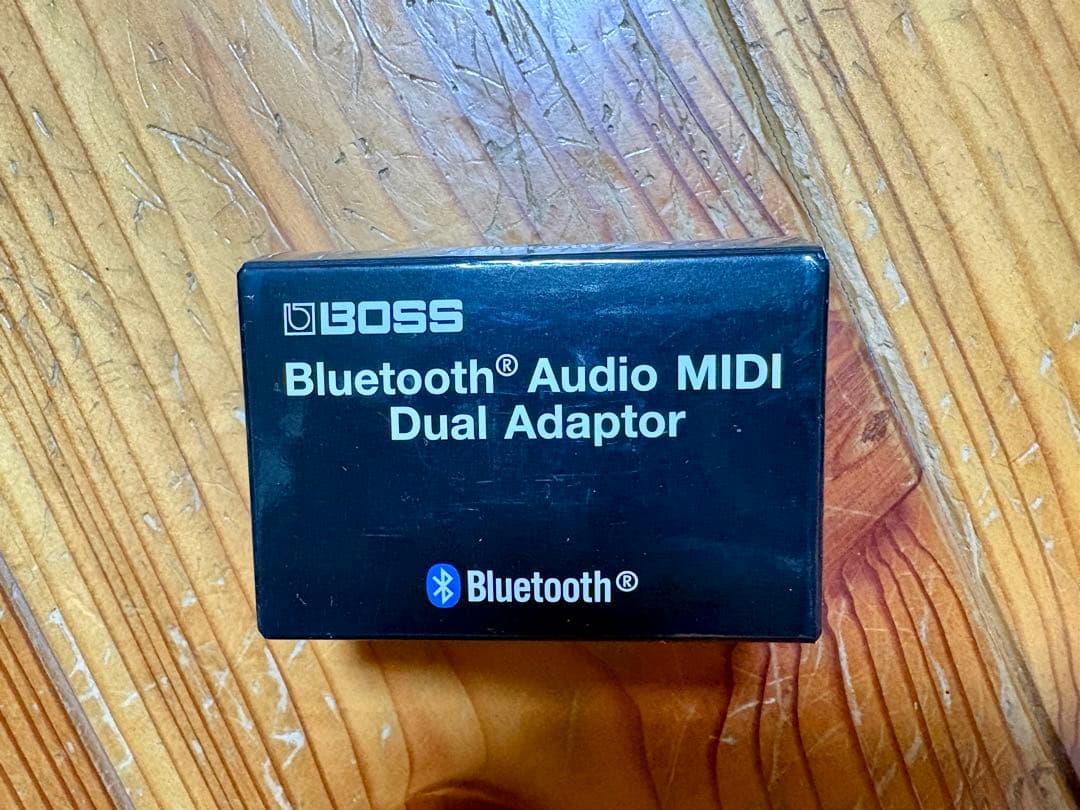 BOSS
Bluetooth® Audio MIDI
Dual Adaptor
Bluetooth®